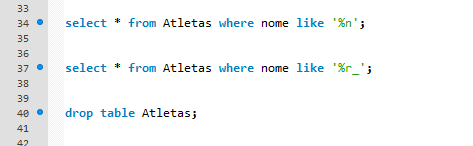 33
34 select * from Atletas where nome like '%n';
35
36
37 select * from Atletas where nome like '%r_';
38
39
40 drop table Atletas;
41
42